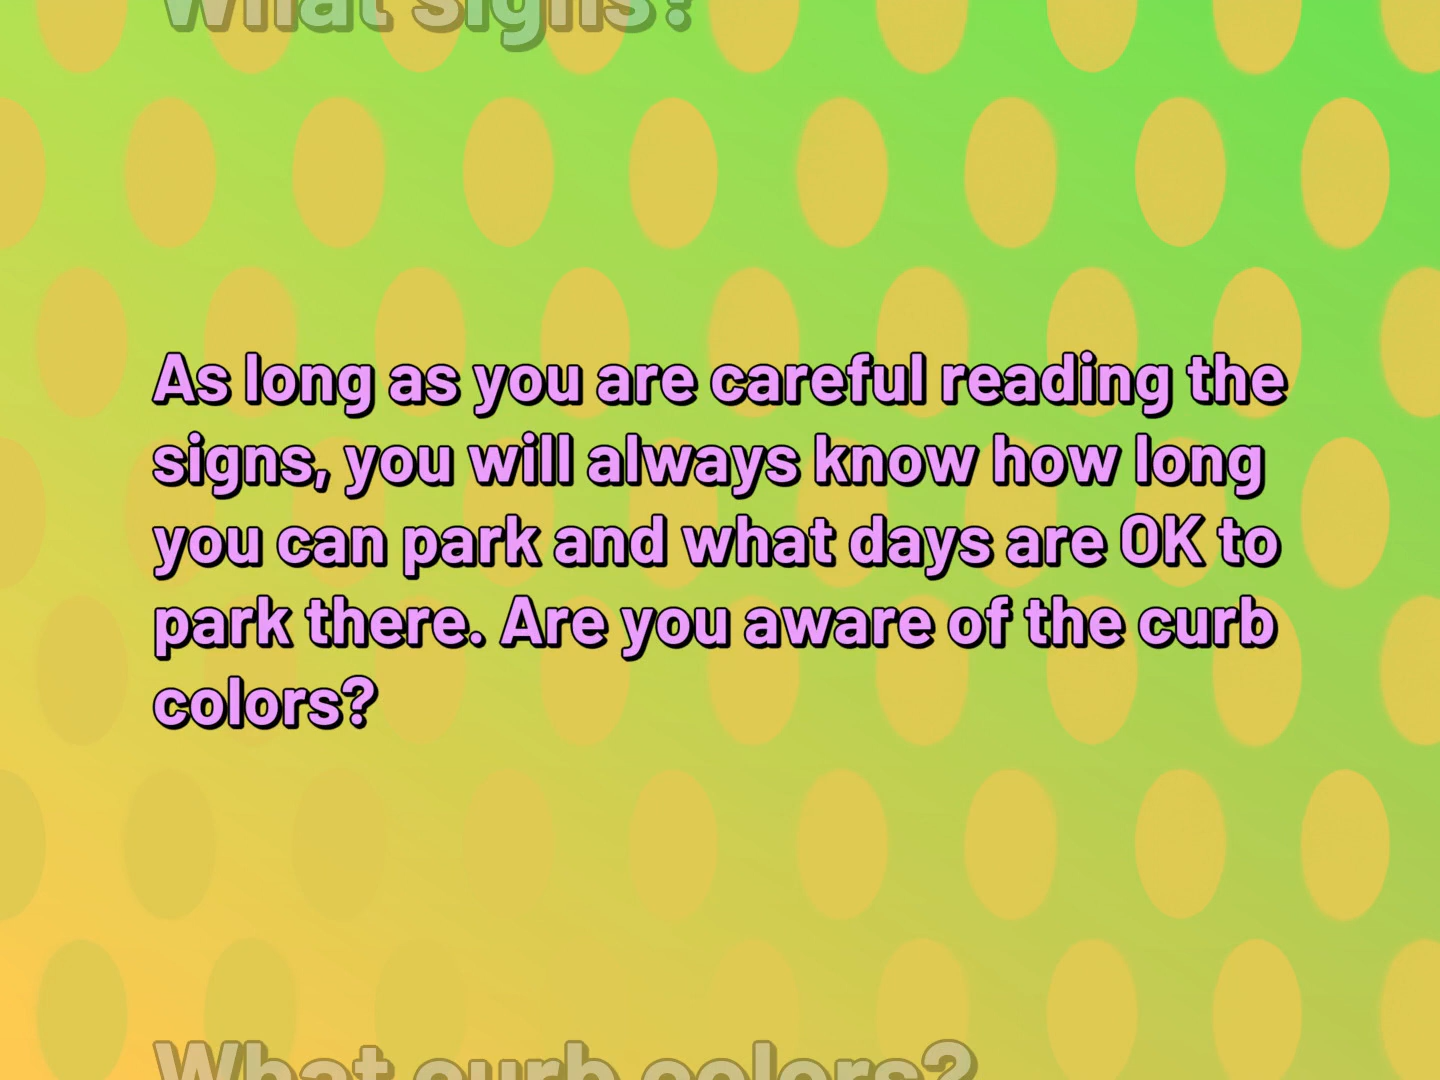 What signs?
As long as you are careful reading the
signs, you will always know how long
you can park and what days are OK to
park there. Are you aware of the curb
colors?
What curb colors?